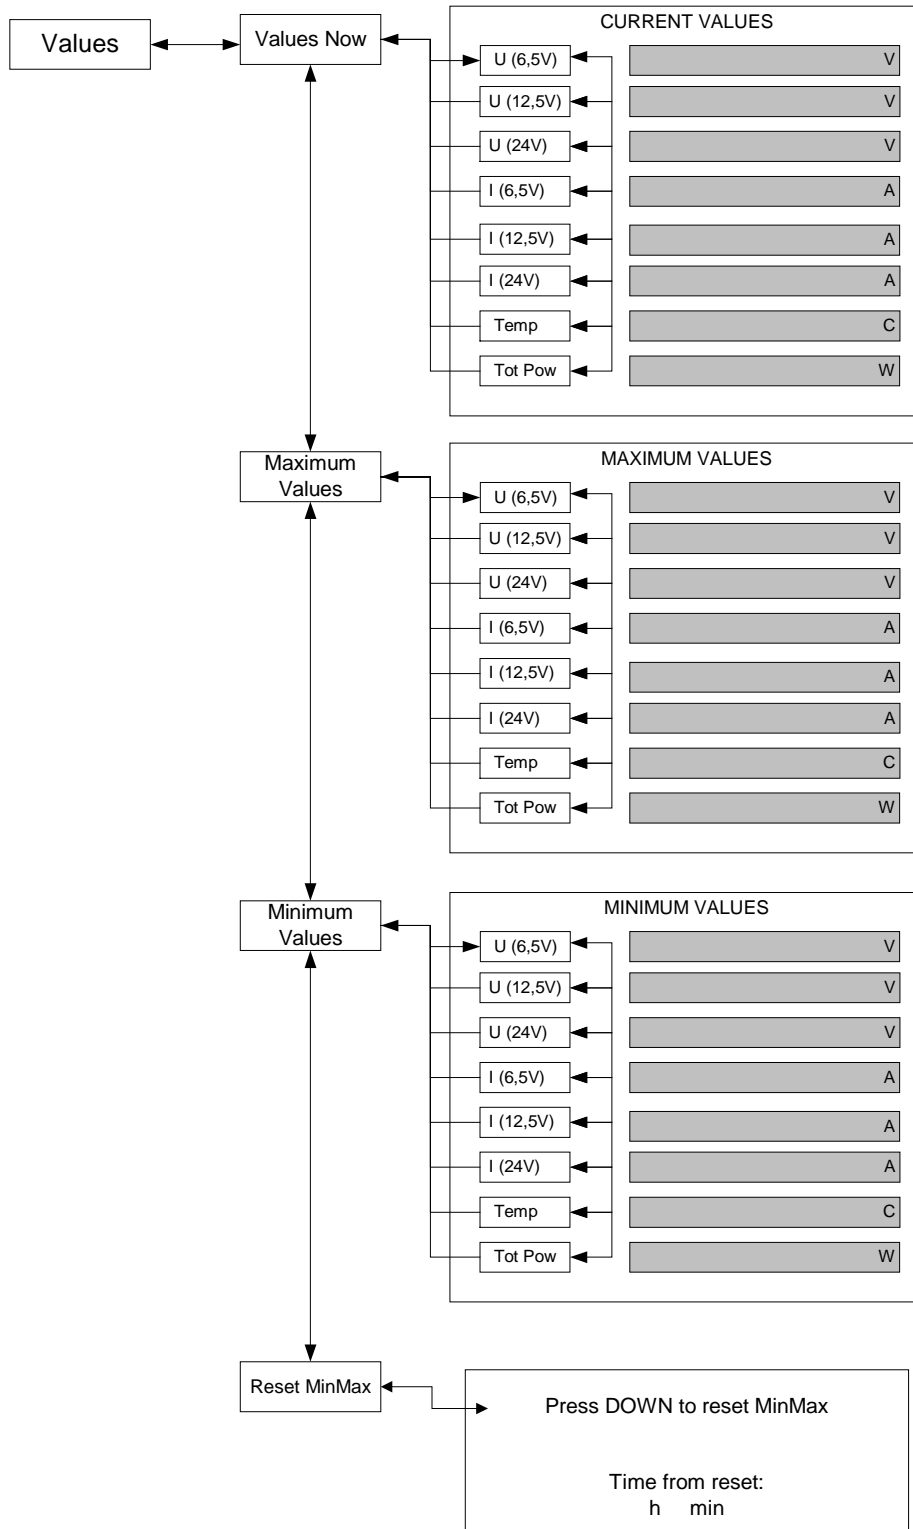 Values
Values Now
CURRENT VALUES
U (6,5V) V
U (12,5V) V
U (24V) V
I (6,5V) A
I (12,5V) A
I (24V) A
Temp C
Tot Pow W
Maximum
Values
MAXIMUM VALUES
U (6,5V) V
U (12,5V) V
U (24V) V
I (6,5V) A
I (12,5V) A
I (24V) A
Temp C
Tot Pow W
Minimum
Values
MINIMUM VALUES
U (6,5V) V
U (12,5V) V
U (24V) V
I (6,5V) A
I (12,5V) A
I (24V) A
Temp C
Tot Pow W
Reset MinMax
Press DOWN to reset MinMax
Time from reset:
h min